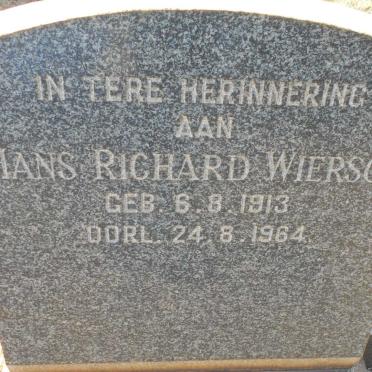 IN TERE HERINNERING
AAN
HANS RICHARD WIERSC
GEB. 6.8.1913
OORL. 24.8.1964.